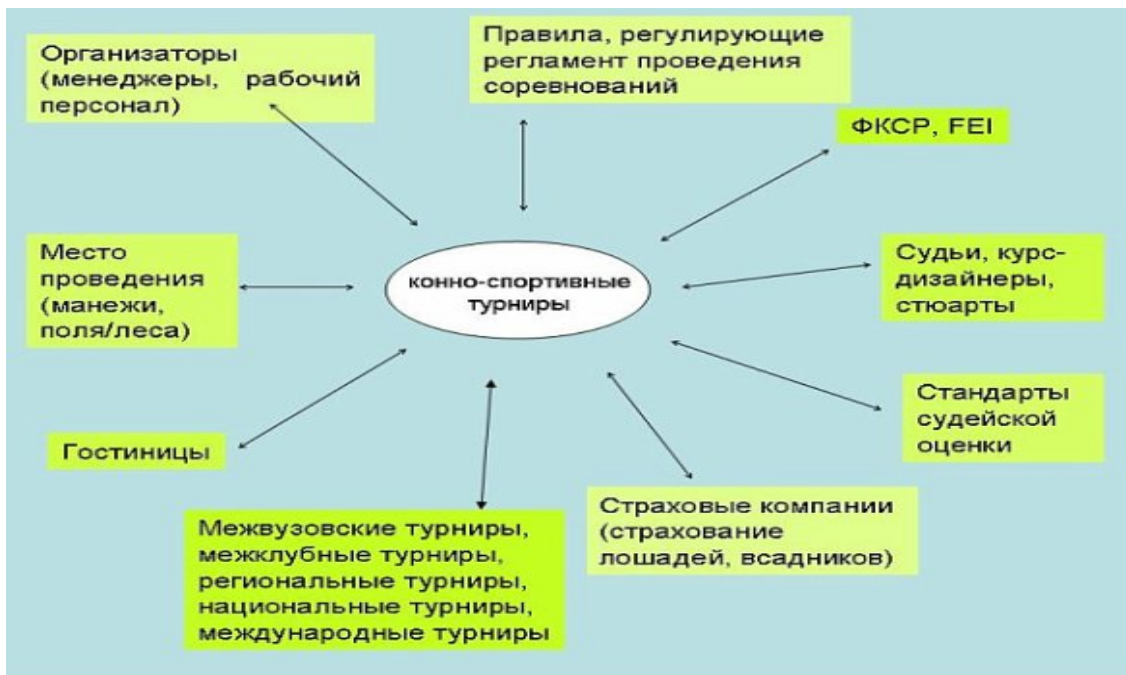 Организаторы
(менеджеры, рабочий
персонал)
Правила, регулирующие
регламент проведения
соревнований
ФКСР, FEI
Место
проведения
(манежи,
поля/леса)
конно-спортивные
турниры
Судьи, курс-
дизайнеры,
стюарты
Стандарты
судейской
оценки
Гостиницы
Межвузовские турниры,
межклубные турниры,
региональные турниры,
национальные турниры,
международные турниры
Страховые компании
(страхование
лошадей, всадников)